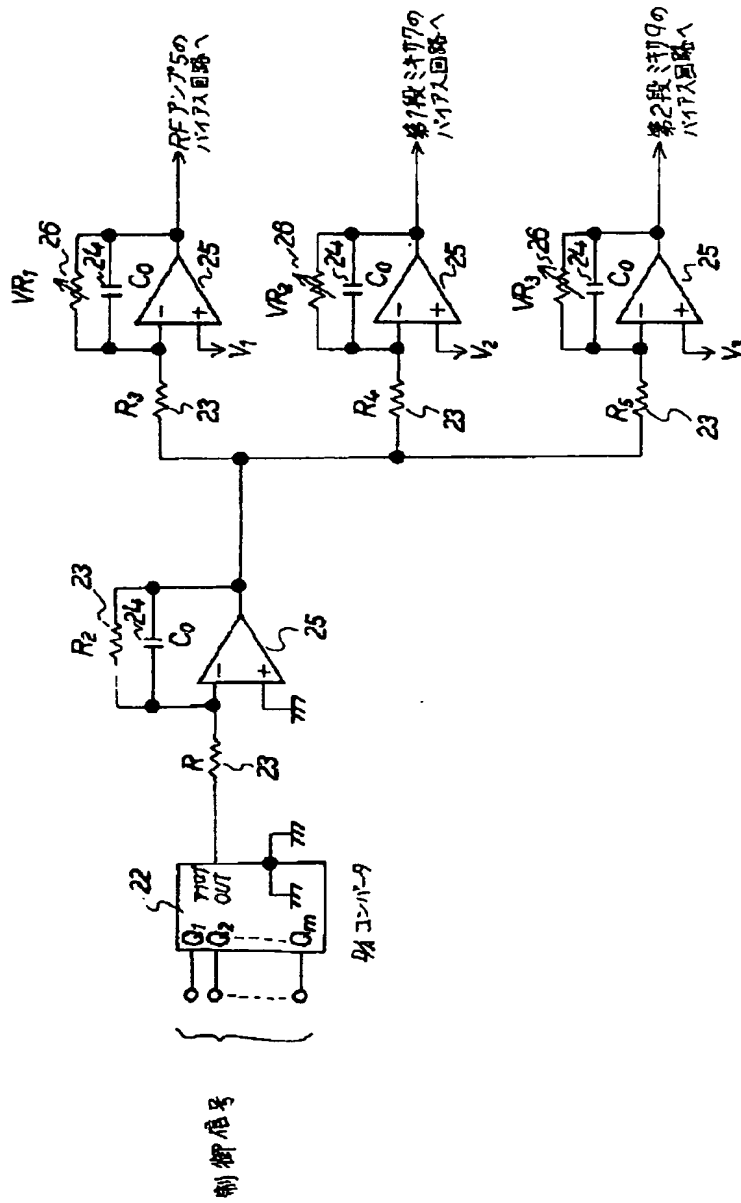 制御信号
Q1
Q2
Qm
アナログ
OUT
22
D/Aコンバータ
R
23
R2
23
24
C0
25
R3
23
VR1
26
24
C0
25
V1
RFアンプ5の
バイアス回路へ
R4
23
VR2
28
24
C0
25
V2
第1段ミキサ7の
バイアス回路へ
R5
23
VR3
26
24
C0
25
第2段ミキサ9の
バイアス回路へ